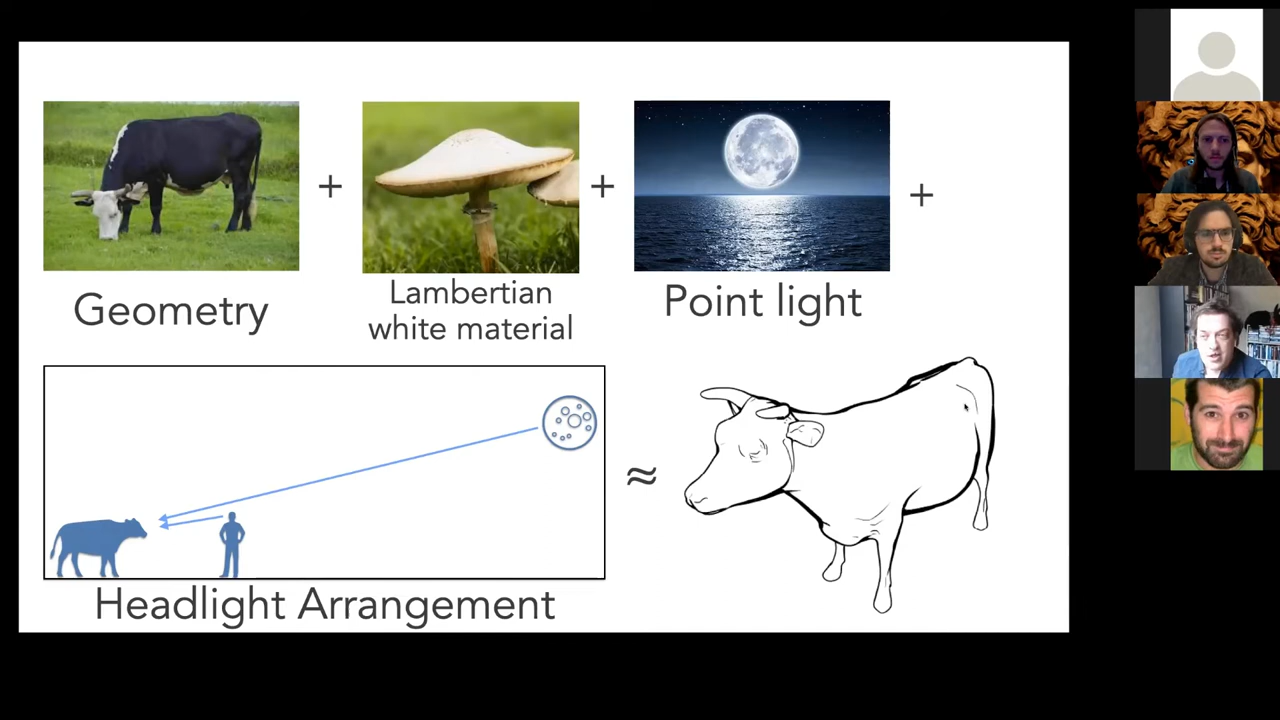 +
+
+
Geometry
Lambertian
white material
Point light
≈
Headlight Arrangement